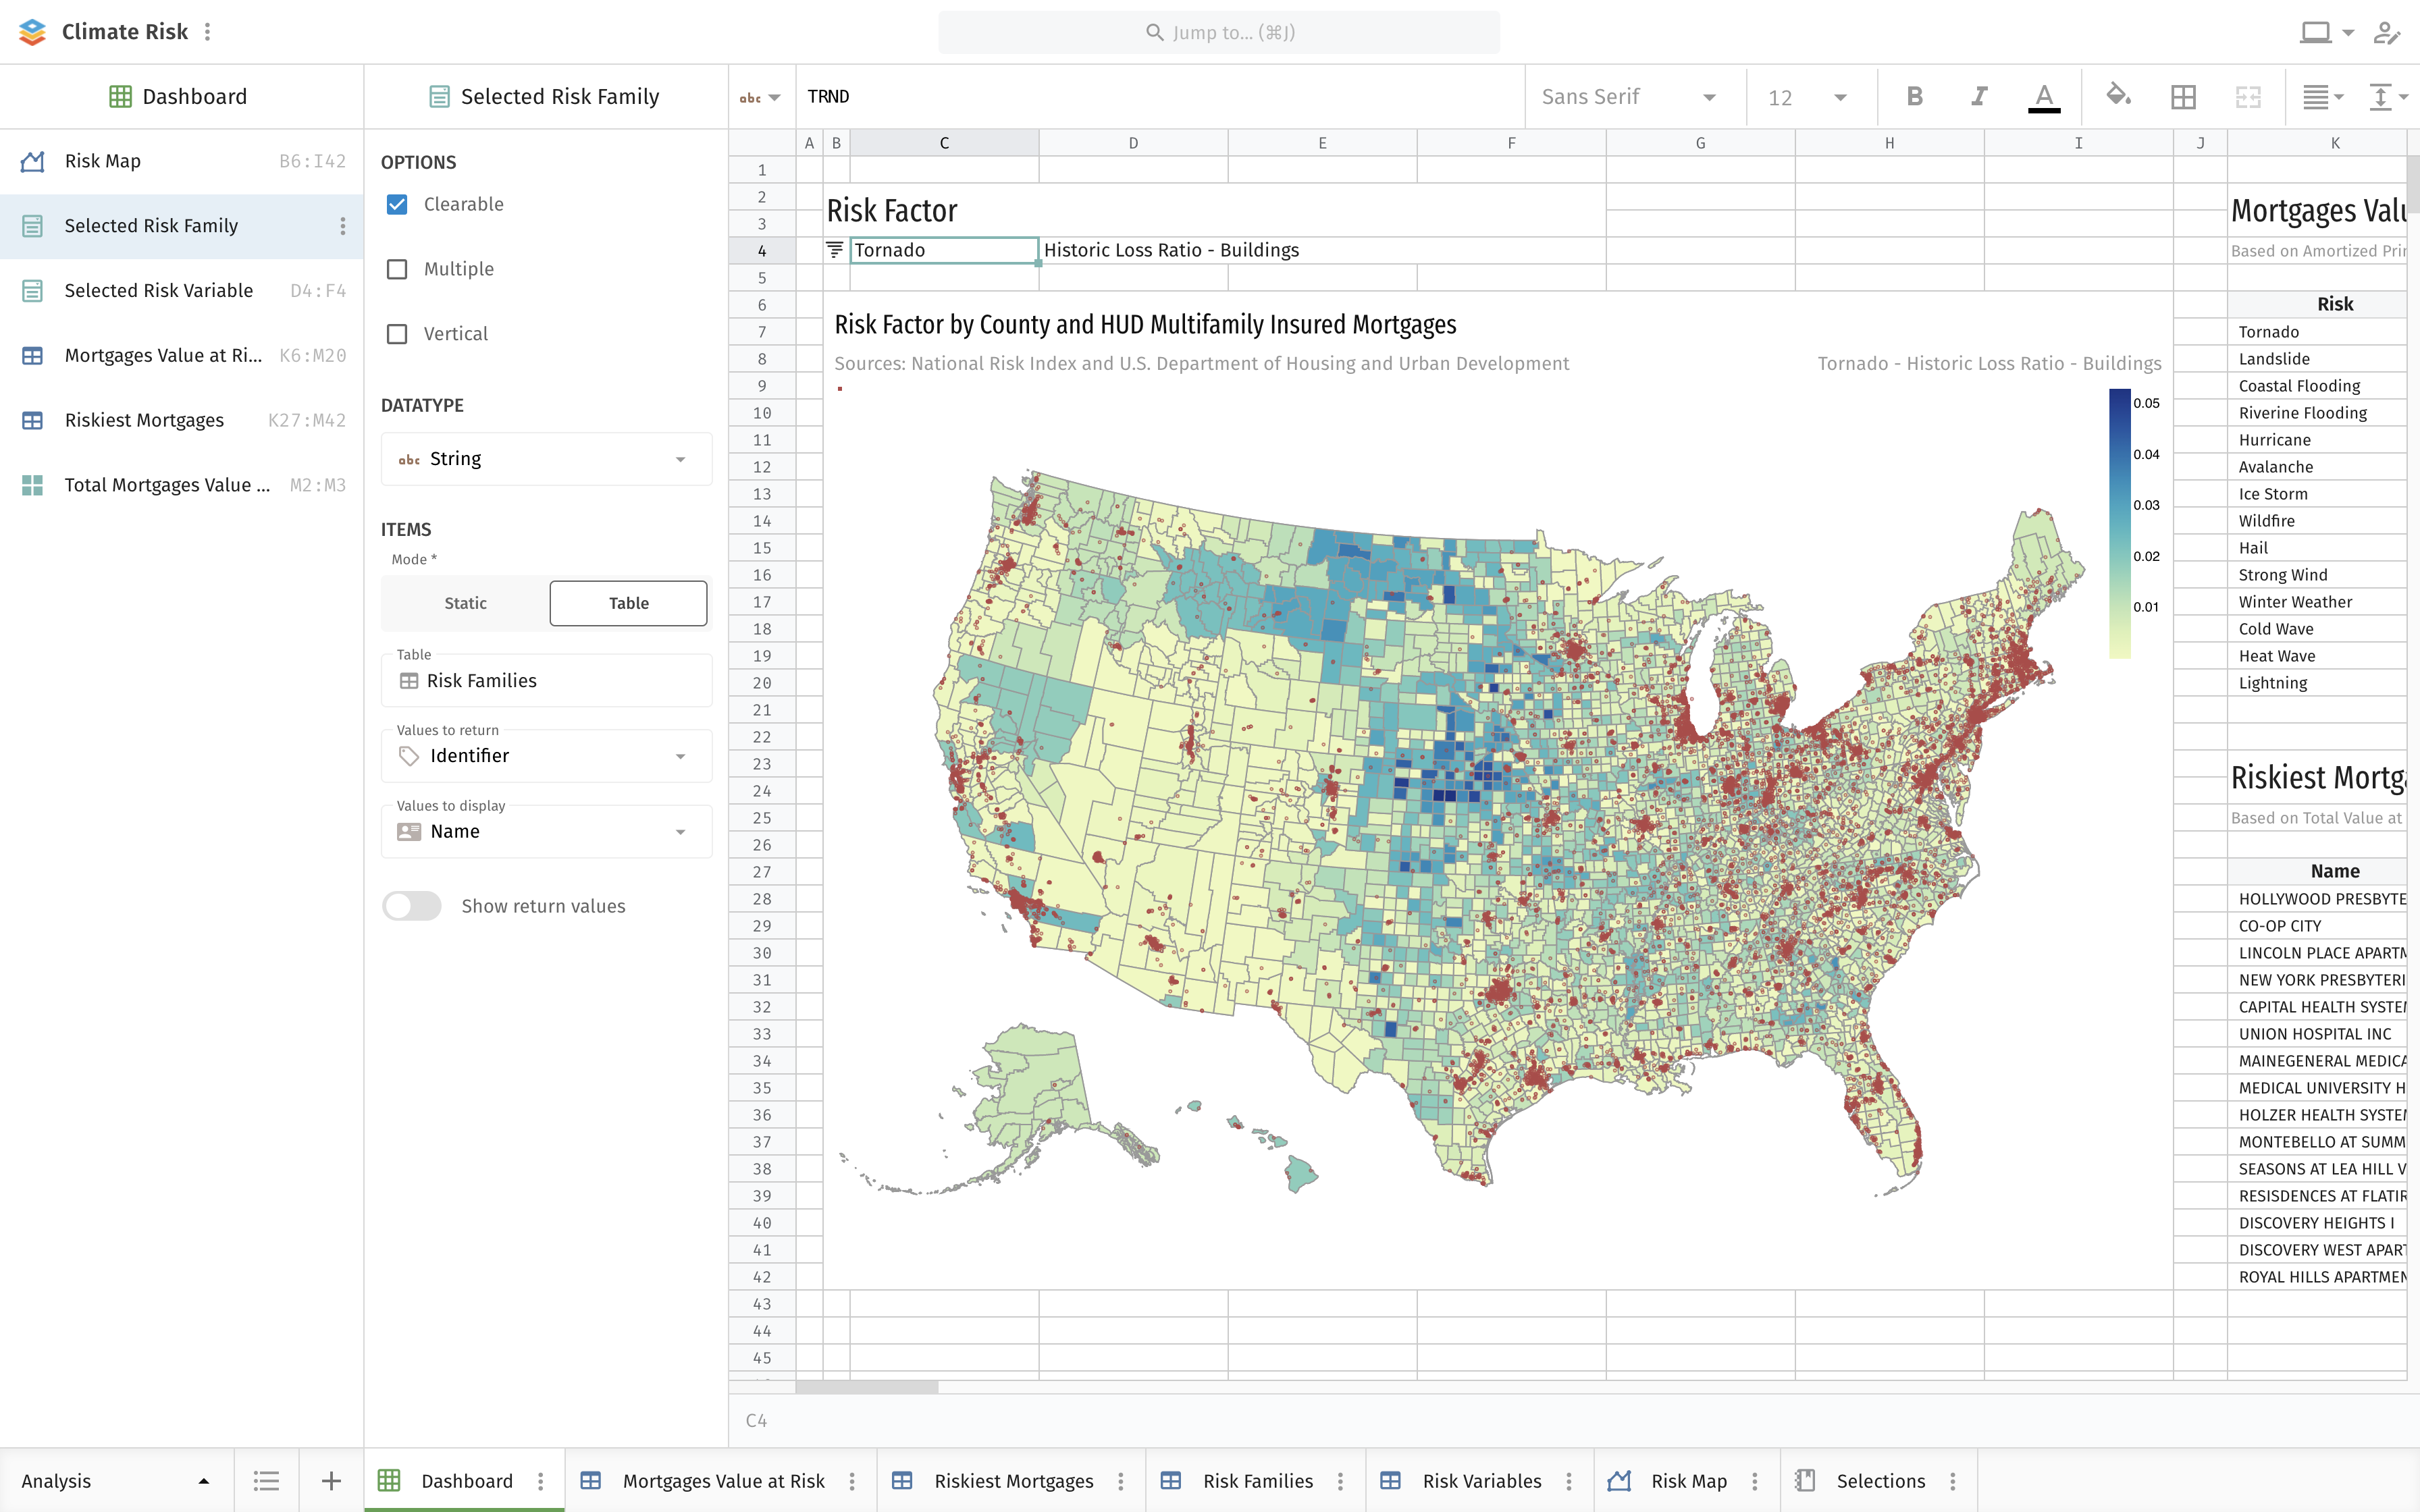 Climate Risk
Jump to... (⌘J)
Dashboard
Selected Risk Family
abc
TRND
Sans Serif
12
B I A
Risk Map B6:I42
Selected Risk Family
Selected Risk Variable D4:F4
Mortgages Value at Ri... K6:M20
Riskiest Mortgages K27:M42
Total Mortgages Value ... M2:M3
OPTIONS
Clearable
Multiple
Vertical
DATATYPE
abc String
ITEMS
Mode *
Static Table
Table
Risk Families
Values to return
Identifier
Values to display
Name
Show return values
A B C D E F G H I J K
1
2
3
4
5
6
7
8
9
10
11
12
13
14
15
16
17
18
19
20
21
22
23
24
25
26
27
28
29
30
31
32
33
34
35
36
37
38
39
40
41
42
43
44
45
Risk Factor
Tornado Historic Loss Ratio - Buildings
Risk Factor by County and HUD Multifamily Insured Mortgages
Sources: National Risk Index and U.S. Department of Housing and Urban Development
Tornado - Historic Loss Ratio - Buildings
0.05
0.04
0.03
0.02
0.01
Mortgages Valu
Based on Amortized Prin
Risk
Tornado
Landslide
Coastal Flooding
Riverine Flooding
Hurricane
Avalanche
Ice Storm
Wildfire
Hail
Strong Wind
Winter Weather
Cold Wave
Heat Wave
Lightning
Riskiest Mortga
Based on Total Value at
Name
HOLLYWOOD PRESBYTE
CO-OP CITY
LINCOLN PLACE APARTM
NEW YORK PRESBYTERI
CAPITAL HEALTH SYSTEM
UNION HOSPITAL INC
MAINEGENERAL MEDICA
MEDICAL UNIVERSITY H
HOLZER HEALTH SYSTEM
MONTEBELLO AT SUMM
SEASONS AT LEA HILL V
RESISDENCES AT FLATIR
DISCOVERY HEIGHTS I
DISCOVERY WEST APART
ROYAL HILLS APARTMEN
C4
Analysis
Dashboard
Mortgages Value at Risk
Riskiest Mortgages
Risk Families
Risk Variables
Risk Map
Selections